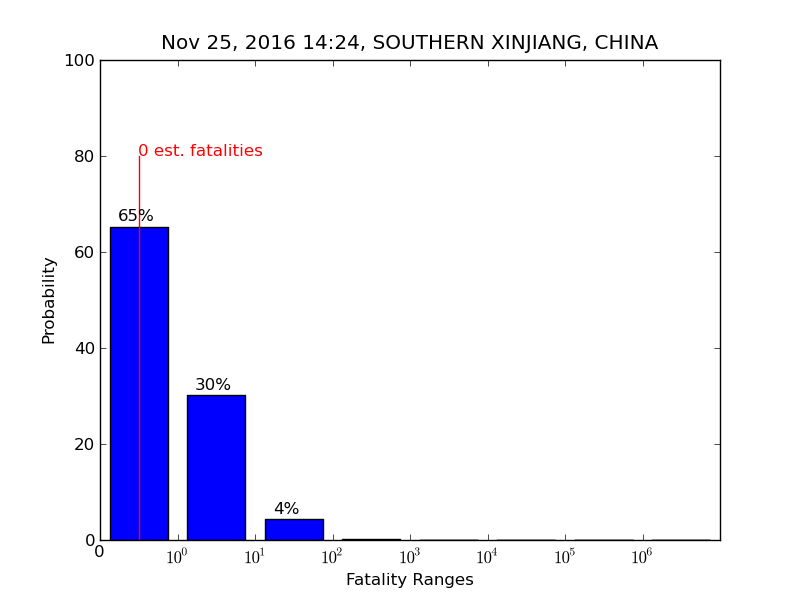 Nov 25, 2016 14:24, SOUTHERN XINJIANG, CHINA
100
80
60
40
20
0
Probability
0 est. fatalities
65%
30%
4%
0 10⁰ 10¹ 10² 10³ 10⁴ 10⁵ 10⁶
Fatality Ranges